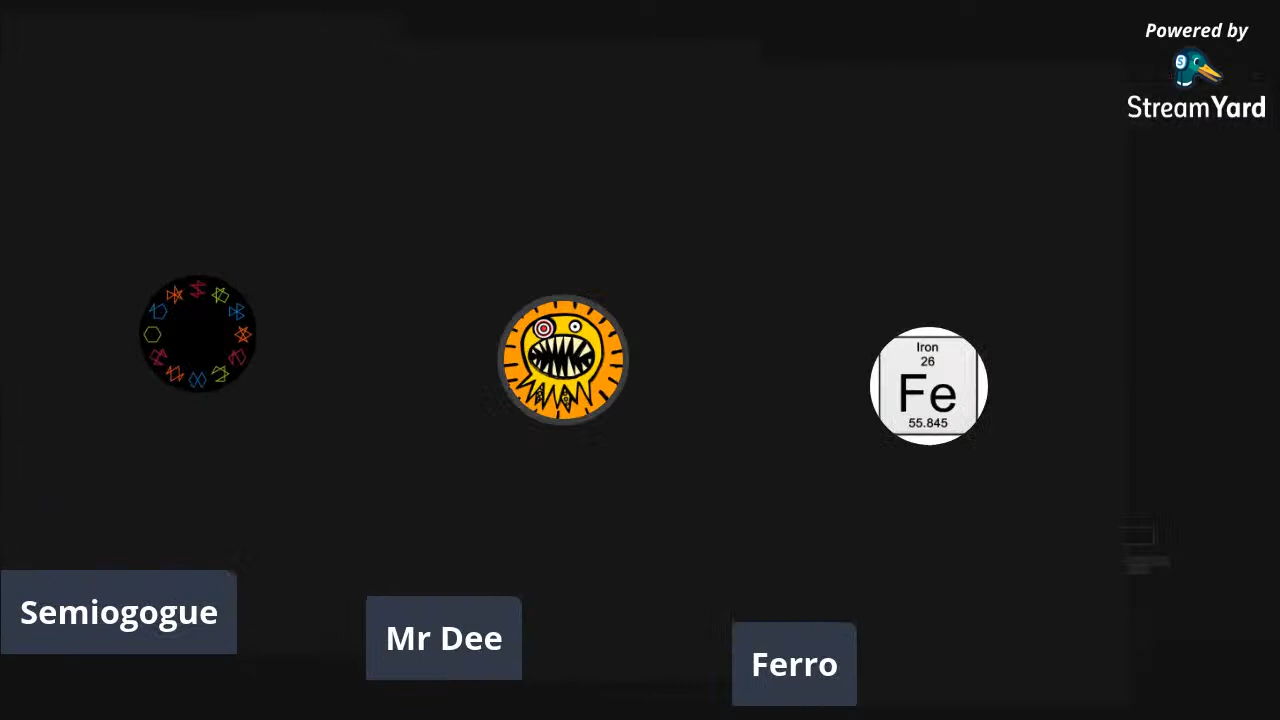 Powered by
StreamYard
Iron
26
Fe
55.845
Semiogogue
Mr Dee
Ferro